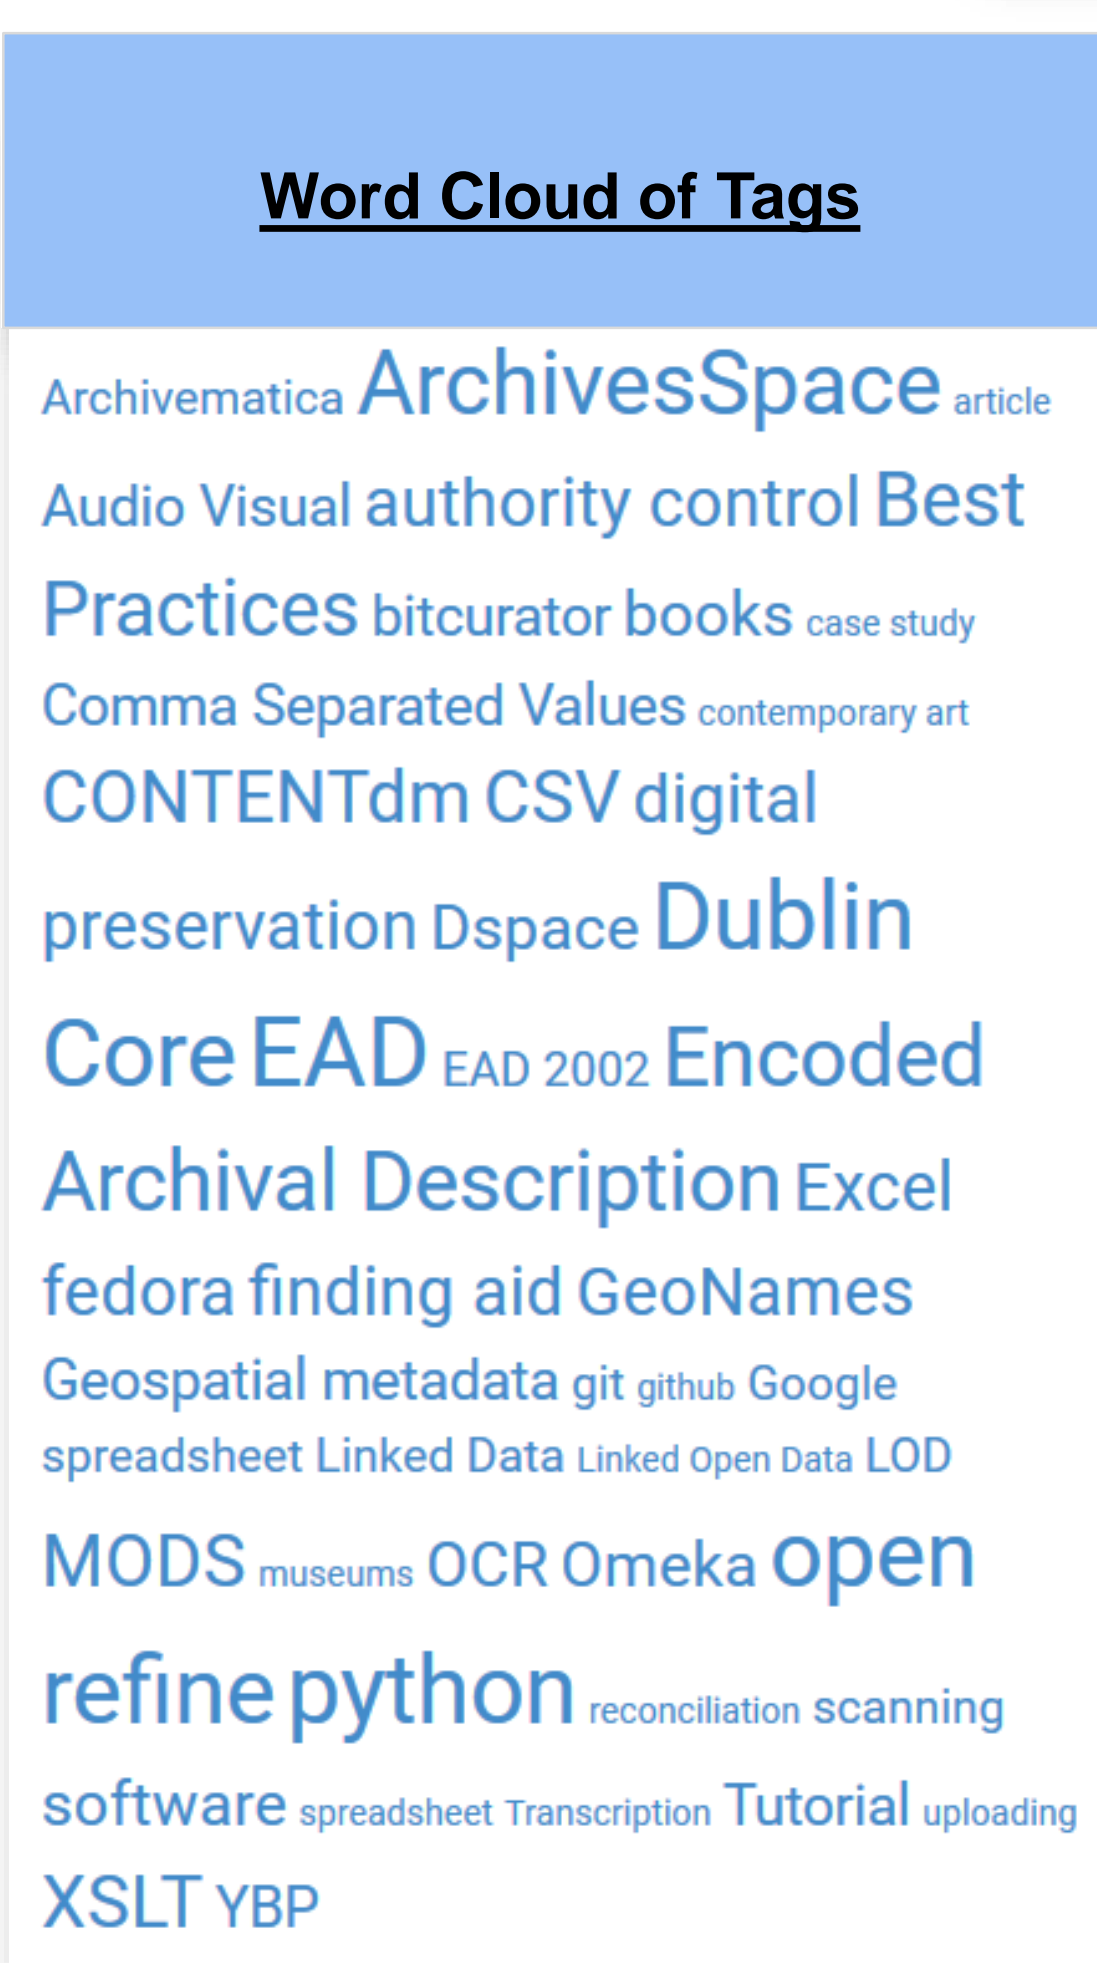 Word Cloud of Tags
Archivematica ArchivesSpace article
Audio Visual authority control Best
Practices bitcurator books case study
Comma Separated Values contemporary art
CONTENTdm CSV digital
preservation Dspace Dublin
Core EAD EAD 2002 Encoded
Archival Description Excel
fedora finding aid GeoNames
Geospatial metadata git github Google
spreadsheet Linked Data Linked Open Data LOD
MODS museums OCR Omeka open
refine python reconciliation scanning
software spreadsheet Transcription Tutorial uploading
XSLT YBP